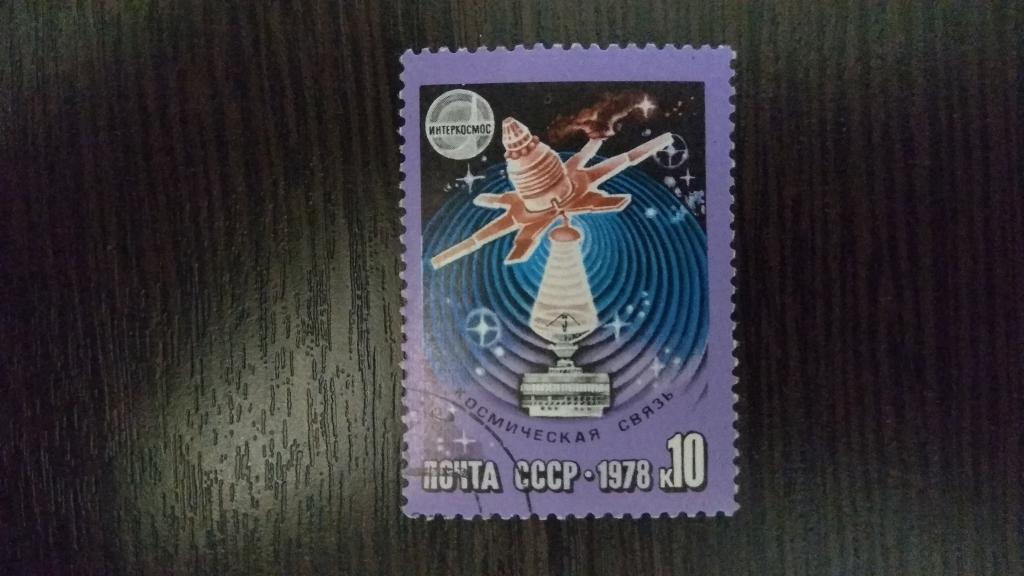 ИНТЕРКОСМОС
КОСМИЧЕСКАЯ СВЯЗЬ
ПОЧТА СССР • 1978 К10